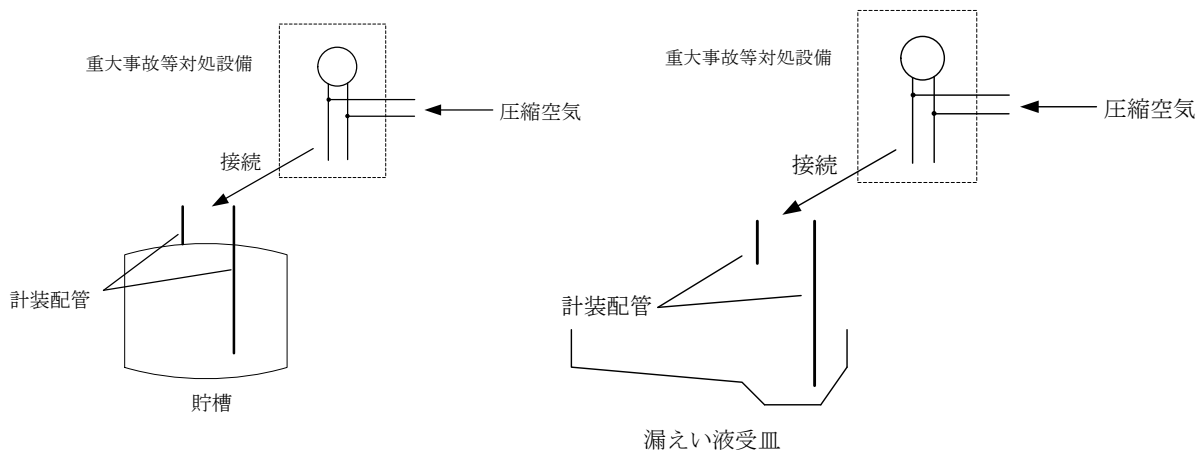 重大事故等対処設備
圧縮空気
接続
計装配管
貯槽
重大事故等対処設備
圧縮空気
接続
計装配管
漏えい液受皿